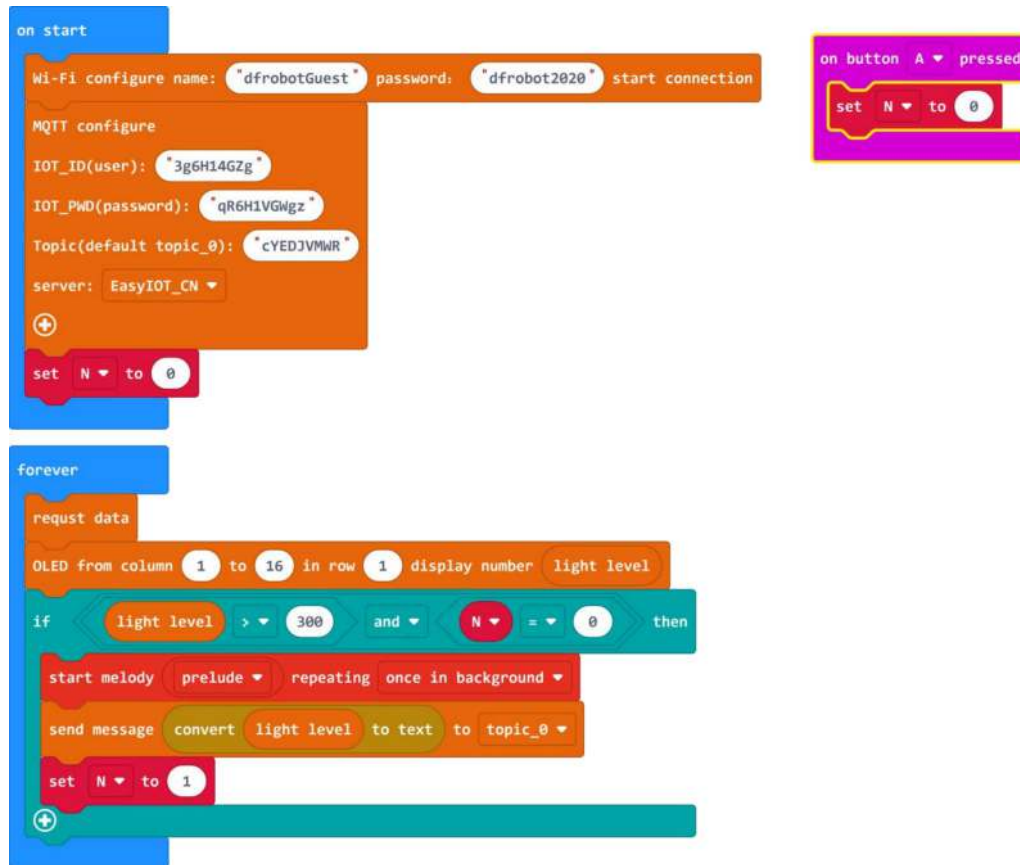 on start
Wi-Fi configure name: "dfrobotGuest" password: "dfrobot2020" start connection
MQTT configure
IOT_ID(user): "3g6H14GZg"
IOT_PWD(password): "qR6H1VGWgz"
Topic(default topic_0): "cYEDJVMWR"
server: EasyIOT_CN
set N to 0
on button A pressed
set N to 0
forever
requst data
OLED from column 1 to 16 in row 1 display number light level
if light level > 300 and N = 0 then
start melody prelude repeating once in background
send message convert light level to text to topic_0
set N to 1